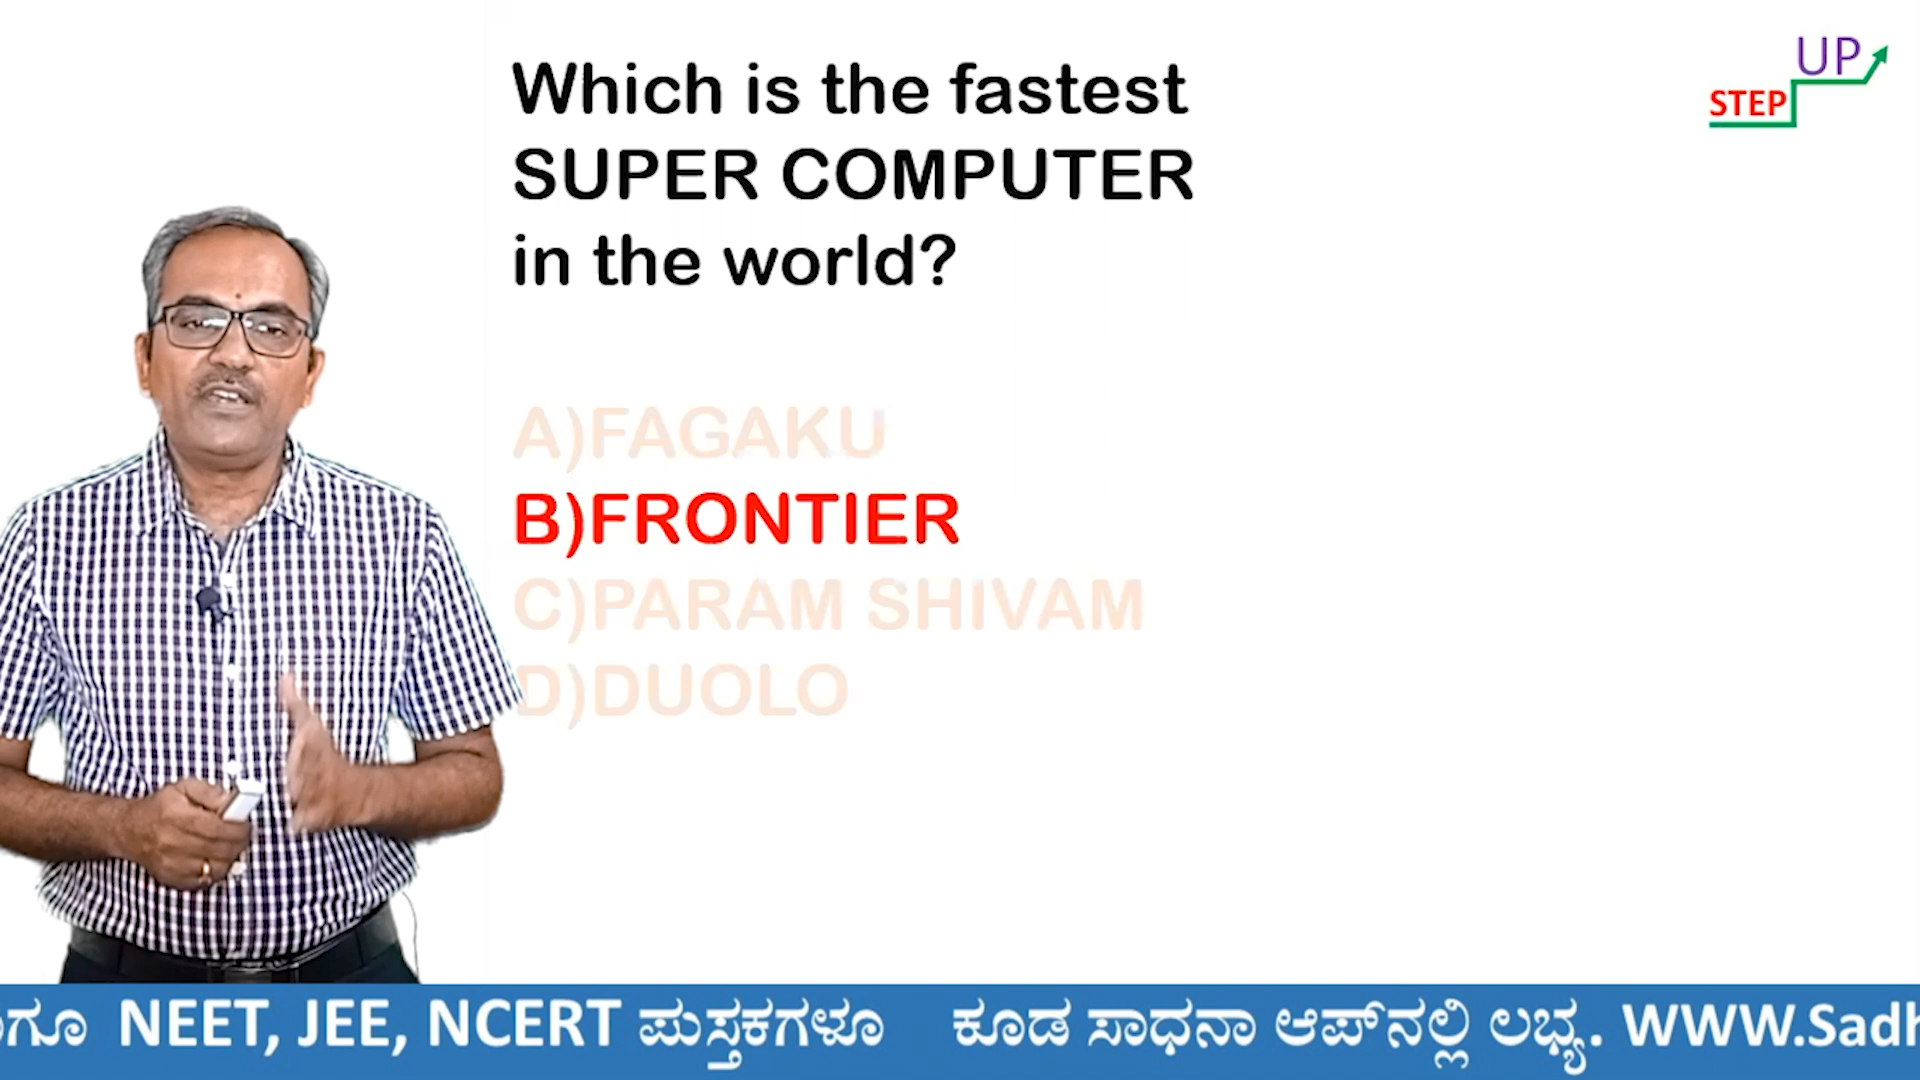 Which is the fastest
SUPER COMPUTER
in the world?
UP
STEP
A)FAGAKU
B)FRONTIER
C)PARAM SHIVAM
D)DUOLO
NEET, JEE, NCERT ಪುಸ್ತಕಗಳೂ ಕೂಡ ಸಾಧನಾ ಆಪ್‌ನಲ್ಲಿ ಲಭ್ಯ. WWW.Sadh